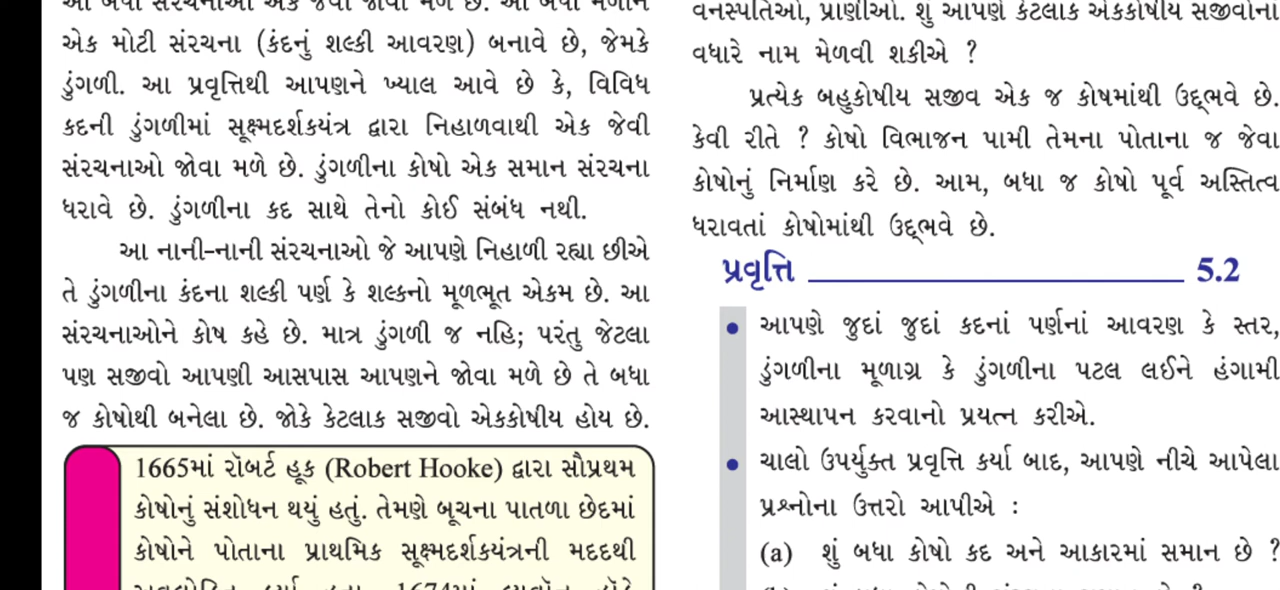 એક મોટી સંરચના (કંદનું શલ્કી આવરણ) બનાવે છે, જેમકે
ડુંગળી. આ પ્રવૃત્તિથી આપણને ખ્યાલ આવે છે કે, વિવિધ
કદની ડુંગળીમાં સૂક્ષ્મદર્શકયંત્ર દ્વારા નિહાળવાથી એક જેવી
સંરચનાઓ જોવા મળે છે. ડુંગળીના કોષો એક સમાન સંરચના
ધરાવે છે. ડુંગળીના કદ સાથે તેનો કોઈ સંબંધ નથી.
આ નાની-નાની સંરચનાઓ જે આપણે નિહાળી રહ્યા છીએ
તે ડુંગળીના કંદના શલ્કી પર્ણ કે શલ્કનો મૂળભૂત એકમ છે. આ
સંરચનાઓને કોષ કહે છે. માત્ર ડુંગળી જ નહિ; પરંતુ જેટલા
પણ સજીવો આપણી આસપાસ આપણને જોવા મળે છે તે બધા
જ કોષોથી બનેલા છે. જોકે કેટલાક સજીવો એકકોષીય હોય છે.
1665માં રૉબર્ટ હૂક (Robert Hooke) દ્વારા સૌપ્રથમ
કોષોનું સંશોધન થયું હતું. તેમણે બૂચના પાતળા છેદમાં
કોષોને પોતાના પ્રાથમિક સૂક્ષ્મદર્શકયંત્રની મદદથી
વનસ્પતિઓ, પ્રાણીઓ. શું આપણે કેટલાક એકકોષીય સજીવોના
વધારે નામ મેળવી શકીએ ?
પ્રત્યેક બહુકોષીય સજીવ એક જ કોષમાંથી ઉદ્ભવે છે.
કેવી રીતે ? કોષો વિભાજન પામી તેમના પોતાના જ જેવા
કોષોનું નિર્માણ કરે છે. આમ, બધા જ કોષો પૂર્વ અસ્તિત્વ
ધરાવતાં કોષોમાંથી ઉદ્ભવે છે.
પ્રવૃત્તિ 5.2
• આપણે જુદાં જુદાં કદનાં પર્ણનાં આવરણ કે સ્તર,
ડુંગળીના મૂળાગ્ર કે ડુંગળીના પટલ લઈને હંગામી
આસ્થાપન કરવાનો પ્રયત્ન કરીએ.
• ચાલો ઉપર્યુક્ત પ્રવૃત્તિ કર્યા બાદ, આપણે નીચે આપેલા
પ્રશ્નોના ઉત્તરો આપીએ :
(a) શું બધા કોષો કદ અને આકારમાં સમાન છે ?